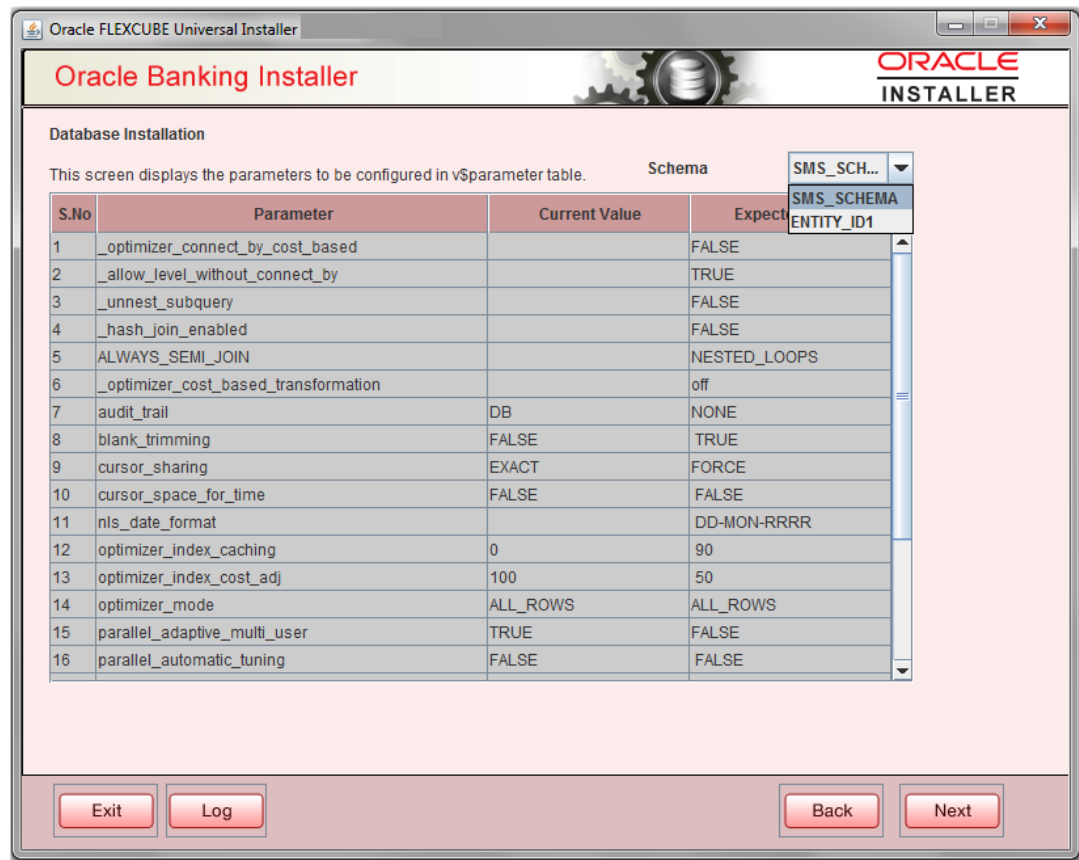 Oracle FLEXCUBE Universal Installer
Oracle Banking Installer
ORACLE
INSTALLER
Database Installation
This screen displays the parameters to be configured in v$parameter table. Schema SMS_SCH...
SMS_SCHEMA
ENTITY_ID1
S.No Parameter Current Value
1 _optimizer_connect_by_cost_based FALSE
2 _allow_level_without_connect_by TRUE
3 _unnest_subquery FALSE
4 _hash_join_enabled FALSE
5 ALWAYS_SEMI_JOIN NESTED_LOOPS
6 _optimizer_cost_based_transformation off
7 audit_trail DB NONE
8 blank_trimming FALSE TRUE
9 cursor_sharing EXACT FORCE
10 cursor_space_for_time FALSE FALSE
11 nls_date_format DD-MON-RRRR
12 optimizer_index_caching 0 90
13 optimizer_index_cost_adj 100 50
14 optimizer_mode ALL_ROWS ALL_ROWS
15 parallel_adaptive_multi_user TRUE FALSE
16 parallel_automatic_tuning FALSE FALSE
Exit Log Back Next